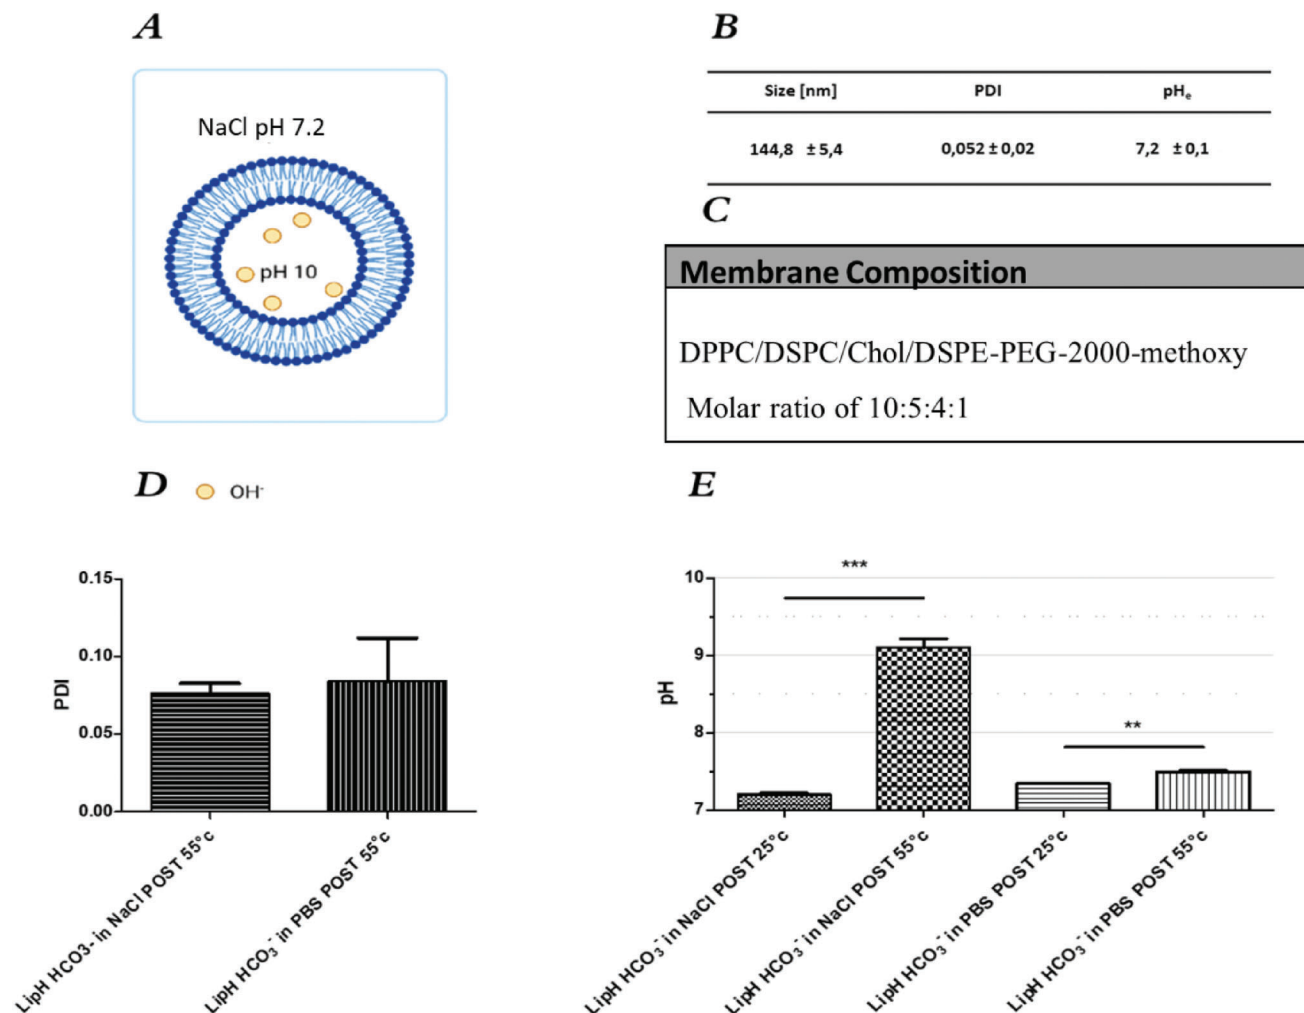 A
NaCl pH 7.2
pH 10
B
Size [nm] PDI pHₑ
144,8 ± 5,4 0,052 ± 0,02 7,2 ± 0,1
C
Membrane Composition
DPPC/DSPC/Chol/DSPE-PEG-2000-methoxy
Molar ratio of 10:5:4:1
D
OH⁻
0.15
0.10
0.05
0.00
PDI
LipH HCO3- in NaCl POST 55°c
LipH HCO₃⁻ in PBS POST 55°c
E
***
**
10
9
8
7
pH
LipH HCO₃⁻ in NaCl POST 25°c
LipH HCO₃⁻ in NaCl POST 55°c
LipH HCO₃⁻ in PBS POST 25°c
LipH HCO₃⁻ in PBS POST 55°c